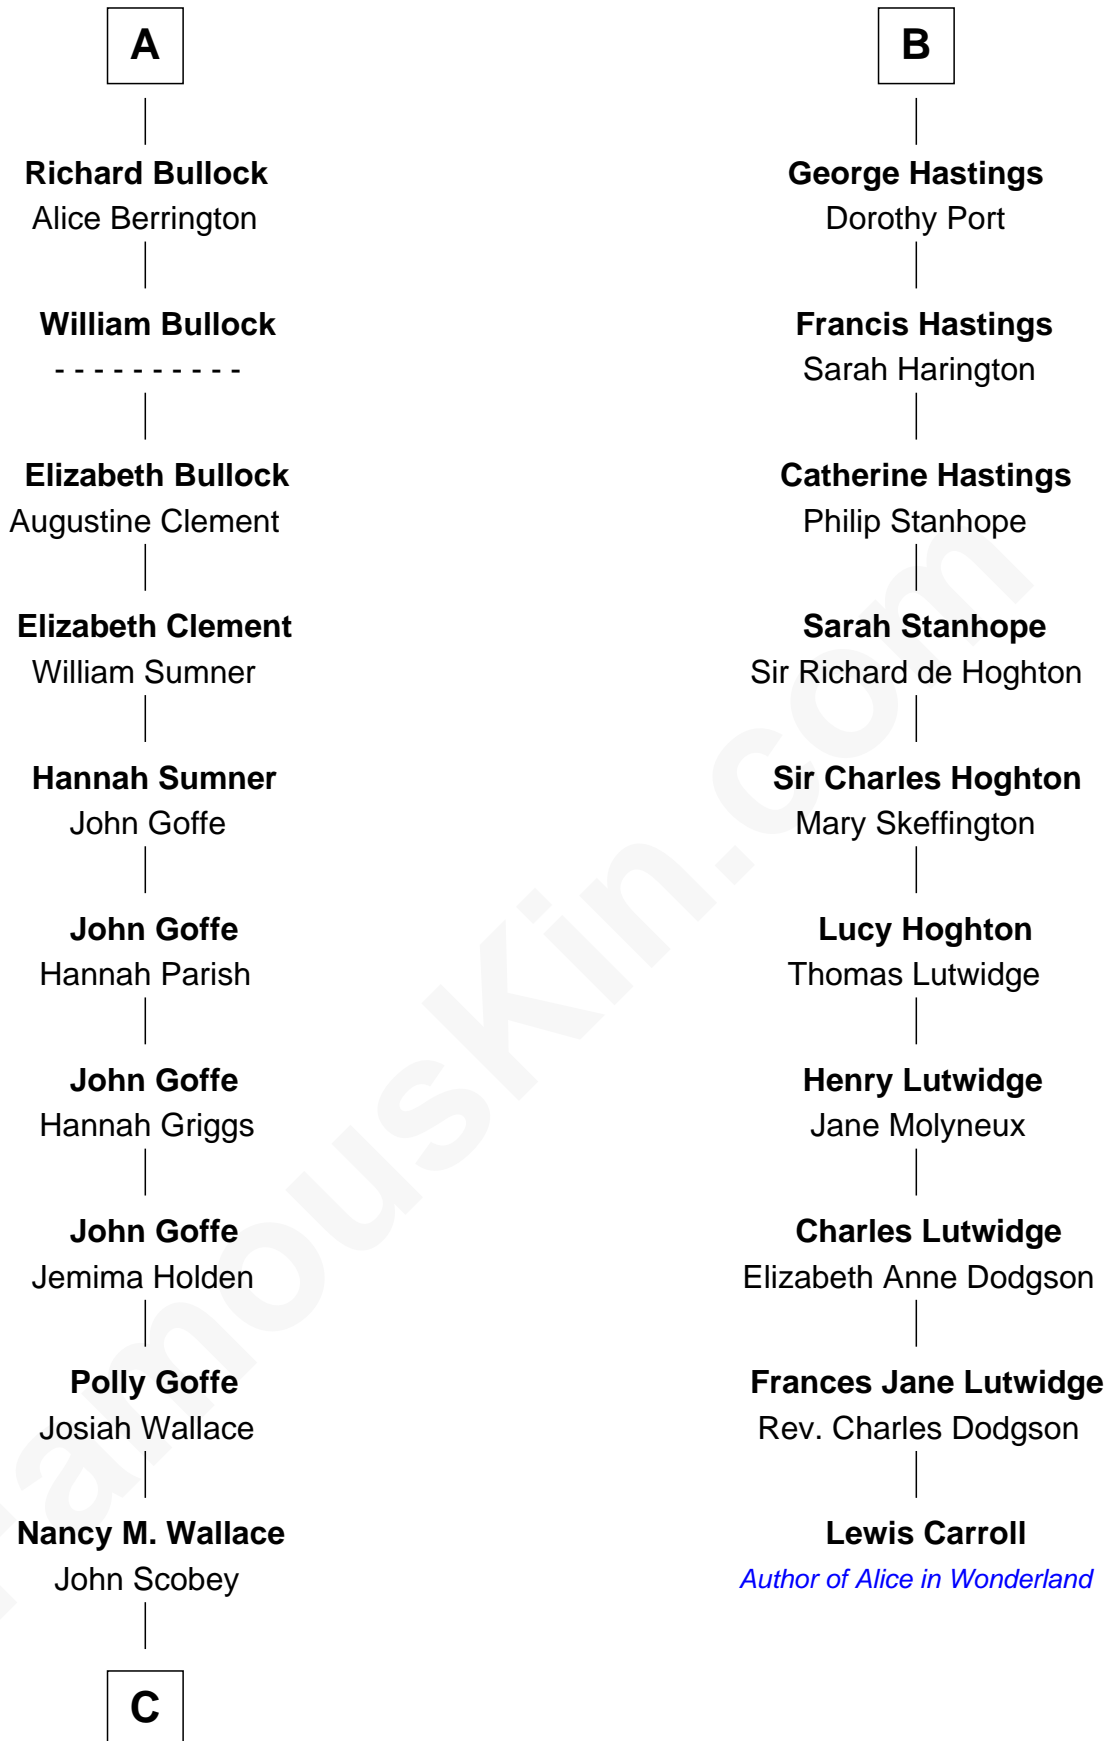 A
Richard Bullock
Alice Berrington
William Bullock
- - - - - - - - - -
Elizabeth Bullock
Augustine Clement
Elizabeth Clement
William Sumner
Hannah Sumner
John Goffe
John Goffe
Hannah Parish
John Goffe
Hannah Griggs
John Goffe
Jemima Holden
Polly Goffe
Josiah Wallace
Nancy M. Wallace
John Scobey
C
B
George Hastings
Dorothy Port
Francis Hastings
Sarah Harington
Catherine Hastings
Philip Stanhope
Sarah Stanhope
Sir Richard de Hoghton
Sir Charles Hoghton
Mary Skeffington
Lucy Hoghton
Thomas Lutwidge
Henry Lutwidge
Jane Molyneux
Charles Lutwidge
Elizabeth Anne Dodgson
Frances Jane Lutwidge
Rev. Charles Dodgson
Lewis Carroll
Author of Alice in Wonderland
FamousKin.com